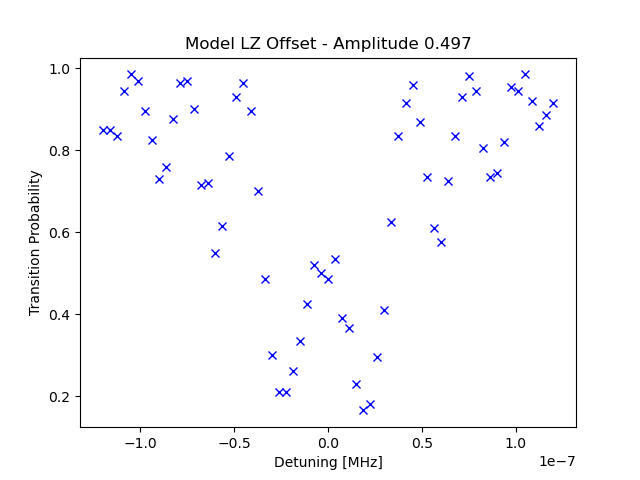 Model LZ Offset - Amplitude 0.497
Transition Probability
1.0
0.8
0.6
0.4
0.2
−1.0 −0.5 0.0 0.5 1.0
1e−7
Detuning [MHz]